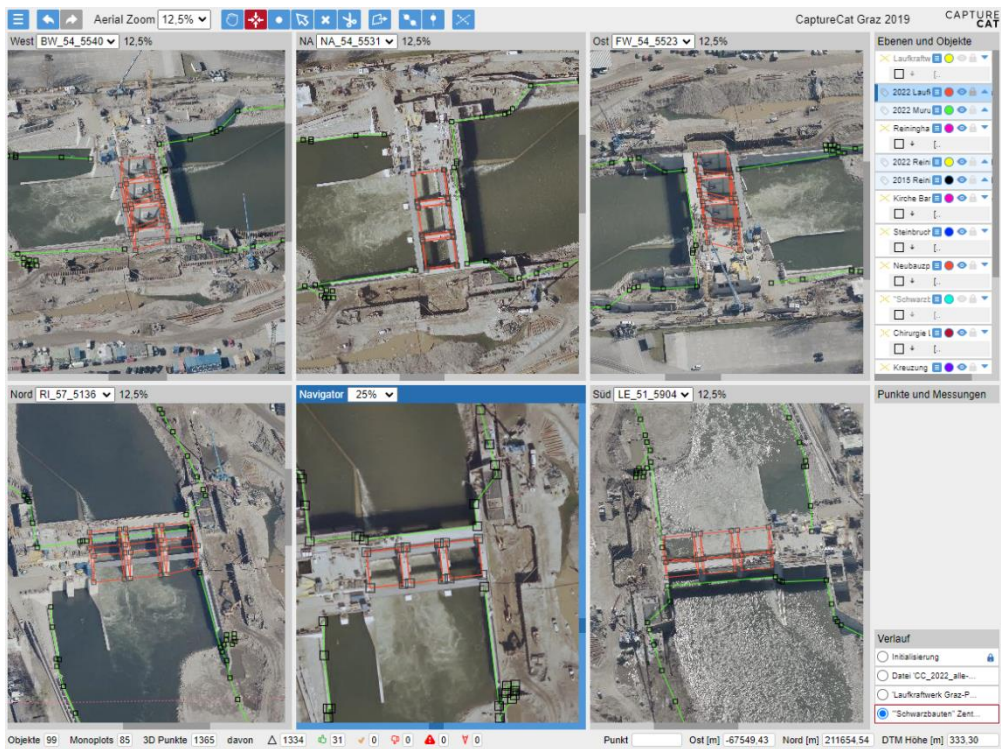 Aerial Zoom 12,5%
CaptureCat Graz 2019
CAPTURE
CAT
West BW_54_5540 12,5%
NA NA_54_5531 12,5%
Ost FW_54_5523 12,5%
Ebenen und Objekte
Laufkraftw
[..
2022 Laufl
2022 Muru
Reiningha
[..
2022 Reini
2015 Reini
Kirche Bar
[..
Steinbruch
[..
Neubauzp
[..
"Schwarzb
[..
Chirurgie L
[..
Kreuzung
Nord RI_57_5136 12,5%
Navigator 25%
Süd LE_51_5904 12,5%
Punkte und Messungen
Verlauf
Initialisierung
Datei 'CC_2022_alle-...
'Laufkraftwerk Graz-P...
'"Schwarzbauten" Zent...
Objekte 99 Monoplots 85 3D Punkte 1365 davon 1334 31 0 0 0 0 Punkt Ost [m] -67549,43 Nord [m] 211654,54 DTM Höhe [m] 333,30